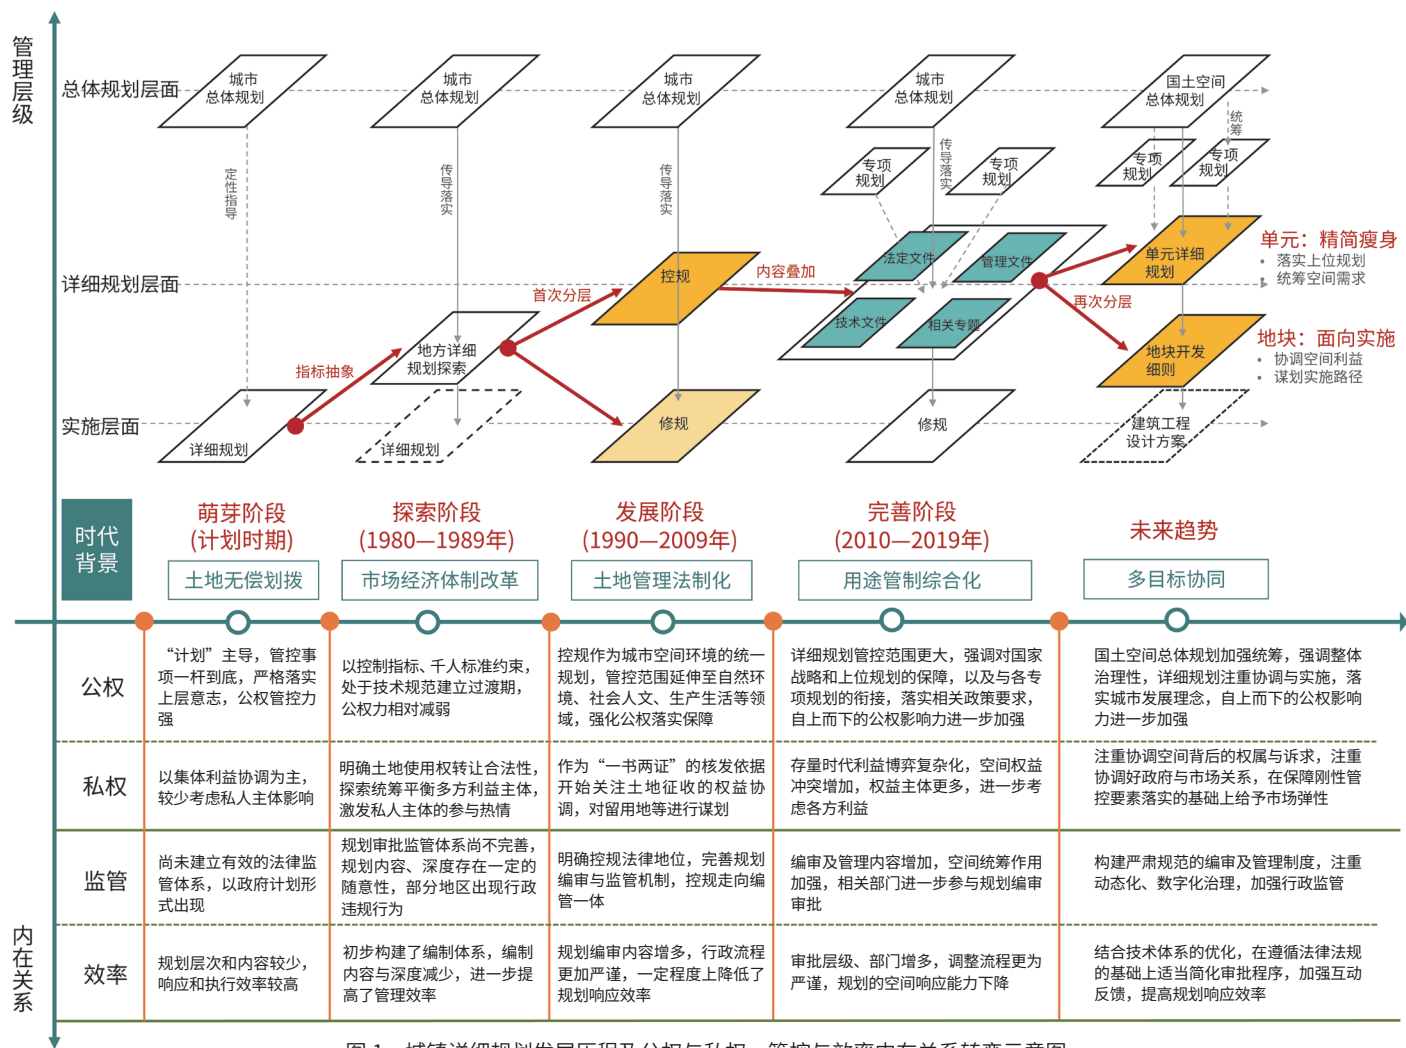 管理层级
总体规划层面
城市
总体规划
城市
总体规划
城市
总体规划
城市
总体规划
国土空间
总体规划
定性指导
传导落实
传导落实
传导落实
统筹
专项
规划
专项
规划
专项
规划
专项
规划
详细规划层面
指标抽象
地方详细
规划探索
首次分层
控规
内容叠加
法定文件
管理文件
技术文件
相关专题
再次分层
单元详细
规划
单元：精简瘦身
• 落实上位规划
• 统筹空间需求
地块开发
细则
地块：面向实施
• 协调空间利益
• 谋划实施路径
实施层面
详细规划
详细规划
修规
修规
建筑工程
设计方案
时代
背景
萌芽阶段
(计划时期)
土地无偿划拨
探索阶段
(1980—1989年)
市场经济体制改革
发展阶段
(1990—2009年)
土地管理法制化
完善阶段
(2010—2019年)
用途管制综合化
未来趋势
多目标协同
公权
“计划”主导，管控事
项一杆到底，严格落实
上层意志，公权管控力
强
以控制指标、千人标准约束，
处于技术规范建立过渡期，
公权力相对减弱
控规作为城市空间环境的统一
规划，管控范围延伸至自然环
境、社会人文、生产生活等领
域，强化公权落实保障
详细规划管控范围更大，强调对国家
战略和上位规划的保障，以及与各专
项规划的衔接，落实相关政策要求，
自上而下的公权影响力进一步加强
国土空间总体规划加强统筹，强调整体
治理性，详细规划注重协调与实施，落
实城市发展理念，自上而下的公权影响
力进一步加强
私权
以集体利益协调为主，
较少考虑私人主体影响
明确土地使用权转让合法性，
探索统筹平衡多方利益主体，
激发私人主体的参与热情
作为“一书两证”的核发依据
开始关注土地征收的权益协
调，对留用地等进行谋划
存量时代利益博弈复杂化，空间权益
冲突增加，权益主体更多，进一步考
虑各方利益
注重协调空间背后的权属与诉求，注重
协调好政府与市场关系，在保障刚性管
控要素落实的基础上给予市场弹性
监管
尚未建立有效的法律监
管体系，以政府计划形
式出现
规划审批监管体系尚不完善，
规划内容、深度存在一定的
随意性，部分地区出现行政
违规行为
明确控规法律地位，完善规划
编审与监管机制，控规走向编
管一体
编审及管理内容增加，空间统筹作用
加强，相关部门进一步参与规划编审
审批
构建严肃规范的编审及管理制度，注重
动态化、数字化治理，加强行政监管
内在关系
效率
规划层次和内容较少，
响应和执行效率较高
初步构建了编制体系，编制
内容与深度减少，进一步提
高了管理效率
规划编审内容增多，行政流程
更加严谨，一定程度上降低了
规划响应效率
审批层级、部门增多，调整流程更为
严谨，规划的空间响应能力下降
结合技术体系的优化，在遵循法律法规
的基础上适当简化审批程序，加强互动
反馈，提高规划响应效率